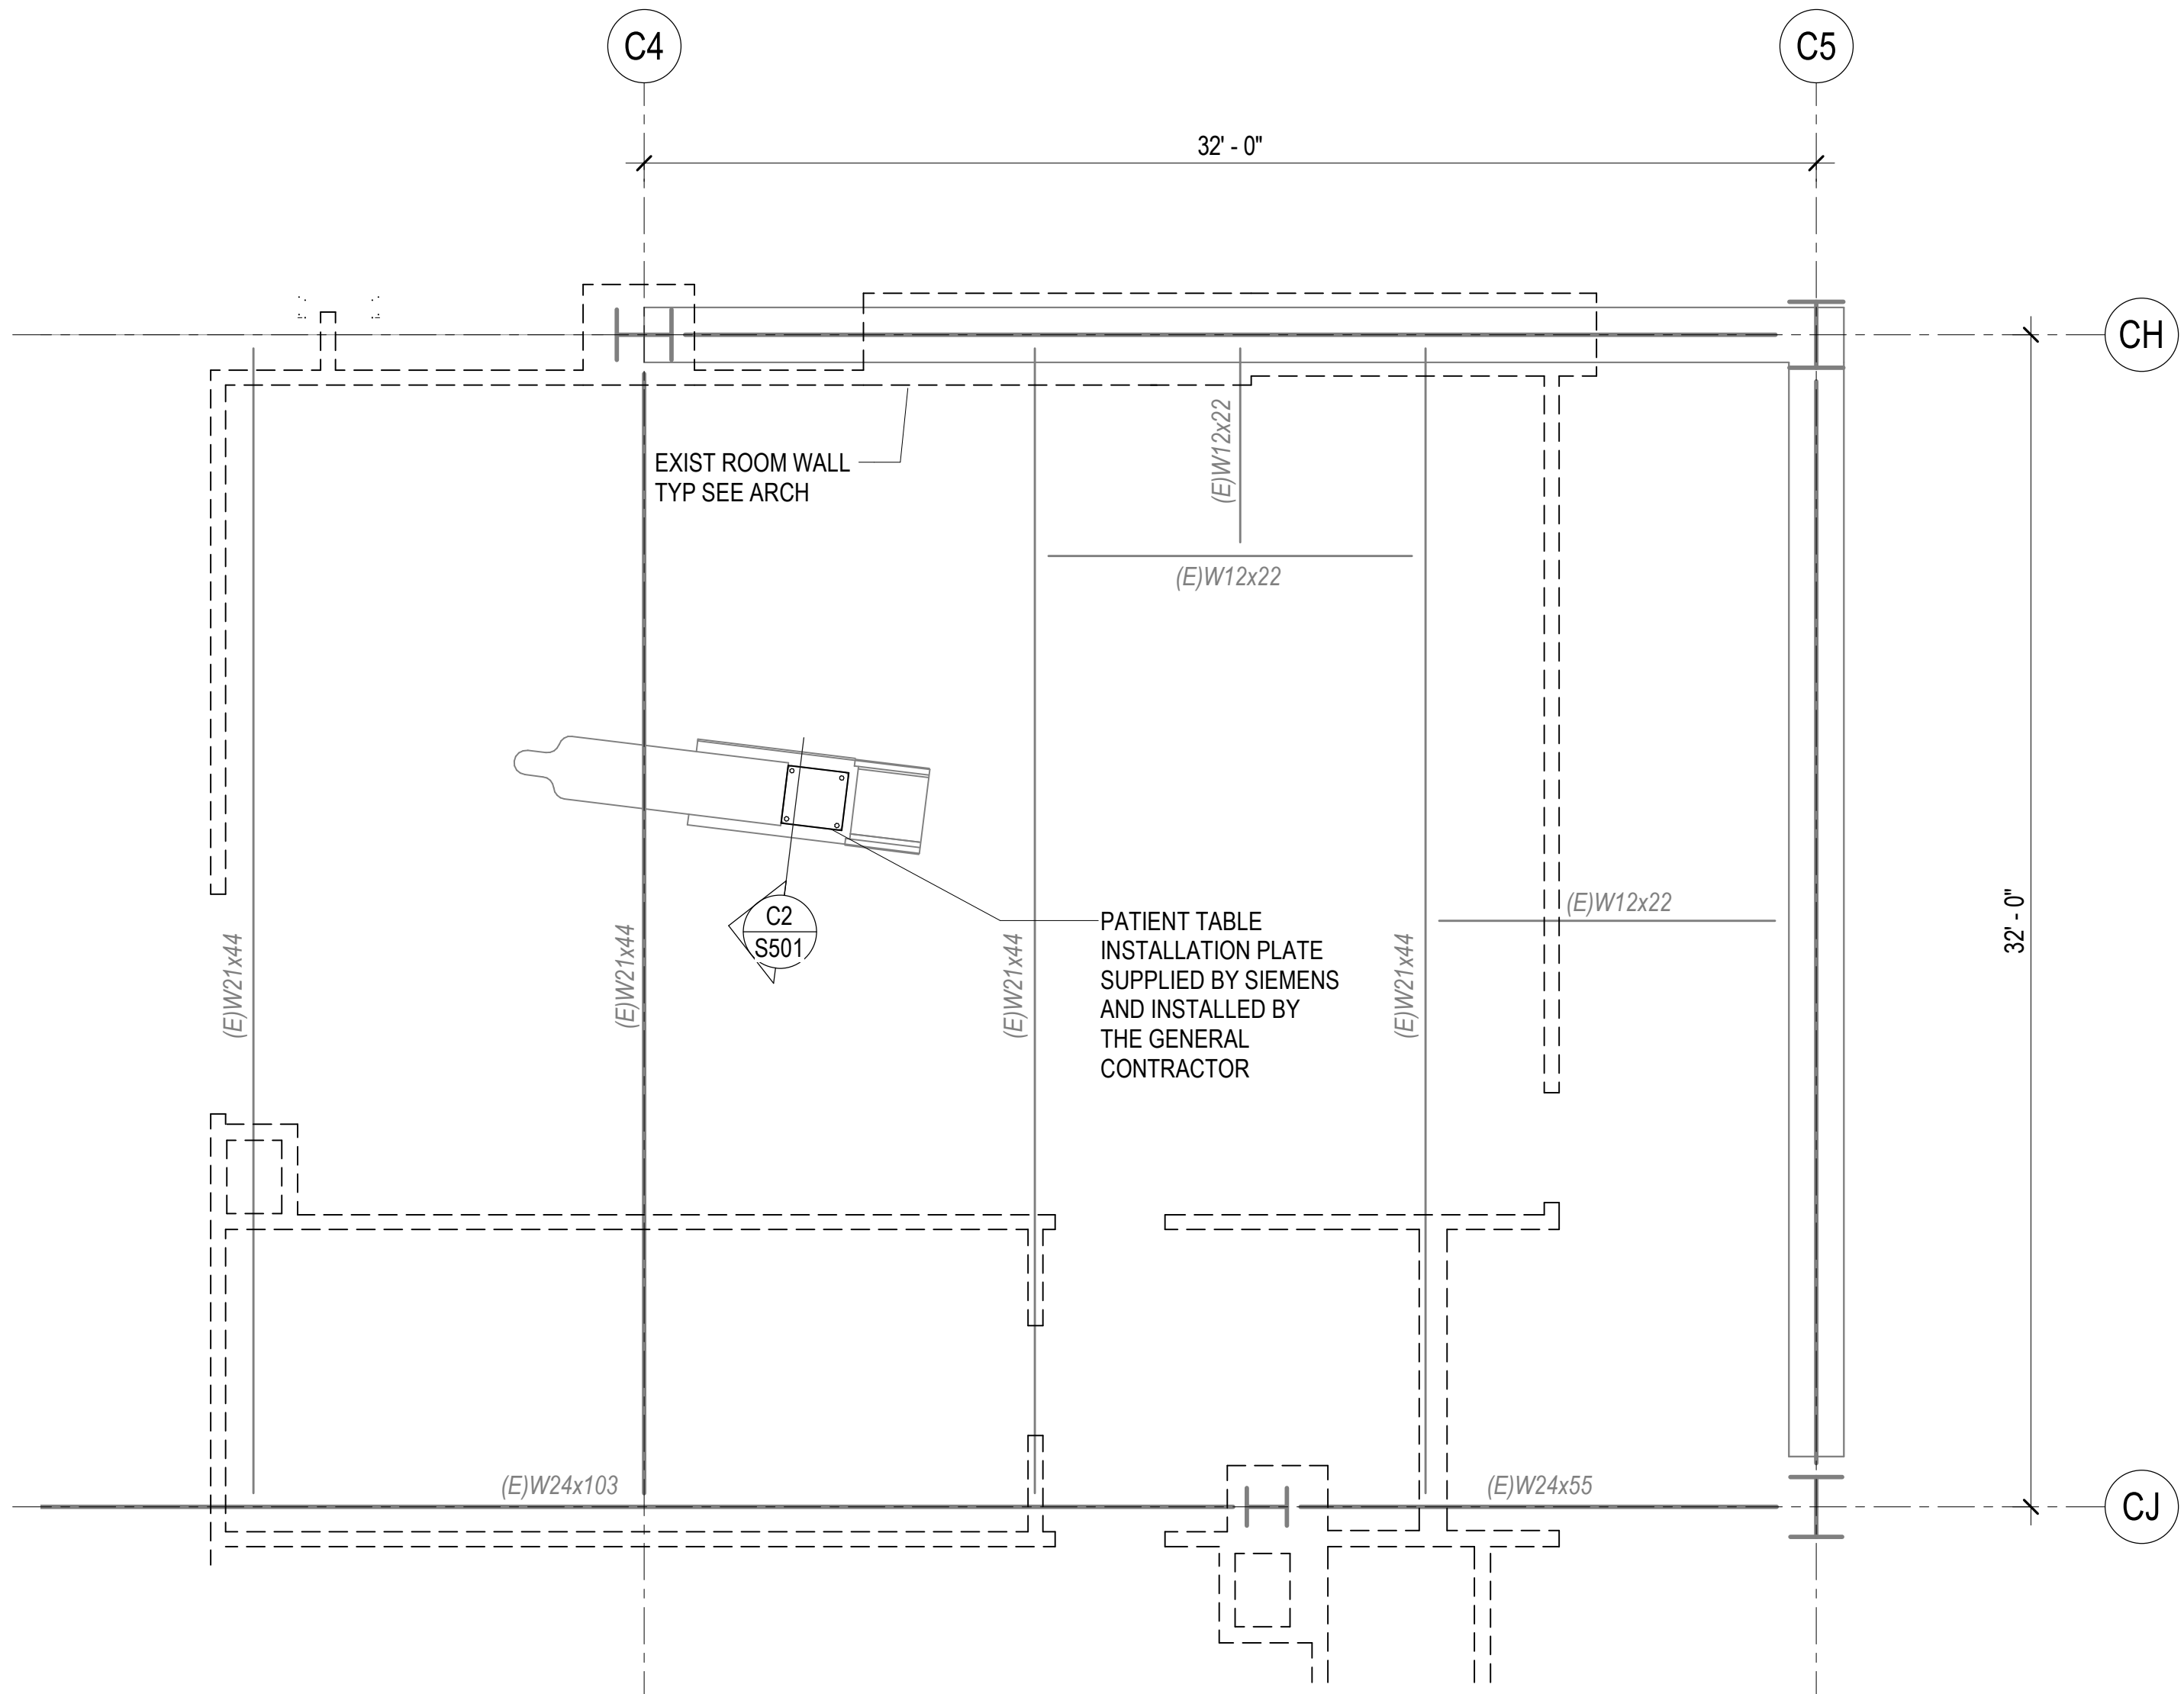 C4
C5
32' - 0"
CH
EXIST ROOM WALL
TYP SEE ARCH
(E)W12x22
(E)W12x22
(E)W12x22
32' - 0"
C2
S501
PATIENT TABLE
INSTALLATION PLATE
SUPPLIED BY SIEMENS
AND INSTALLED BY
THE GENERAL
CONTRACTOR
(E)W21x44
(E)W21x44
(E)W21x44
(E)W21x44
(E)W24x103
(E)W24x55
CJ